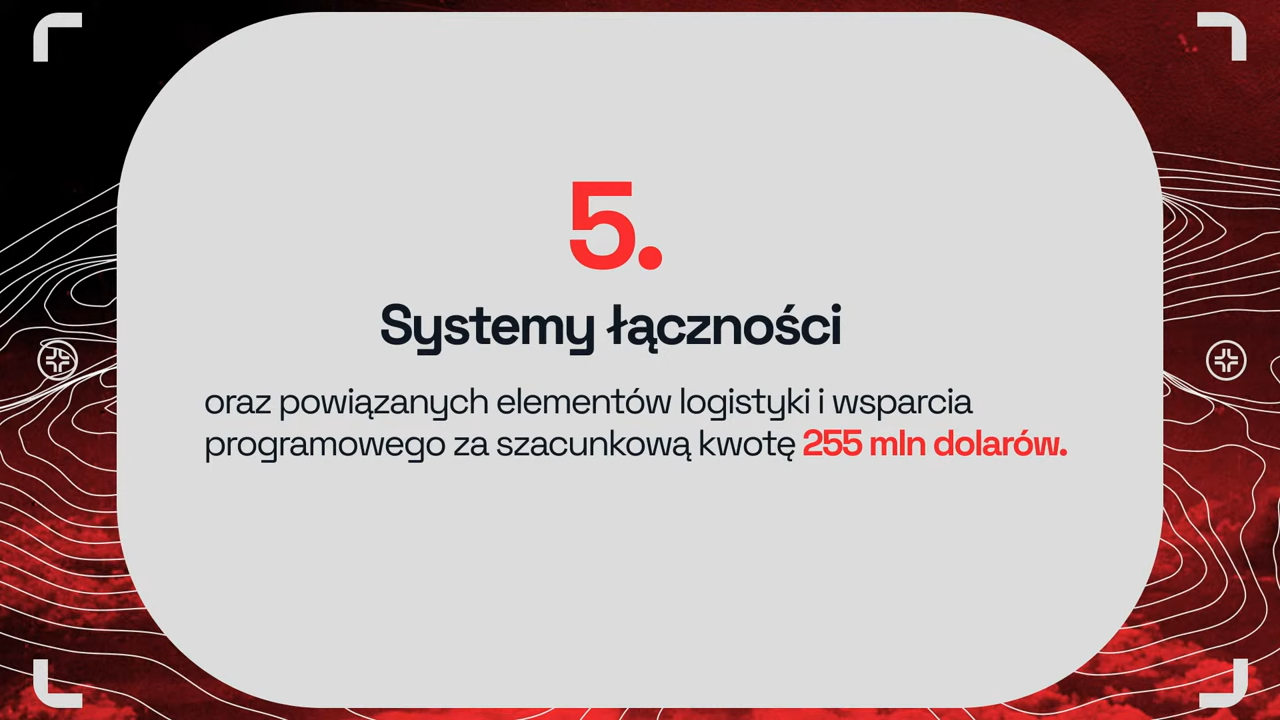 5.
Systemy łączności
oraz powiązanych elementów logistyki i wsparcia
programowego za szacunkową kwotę 255 mln dolarów.